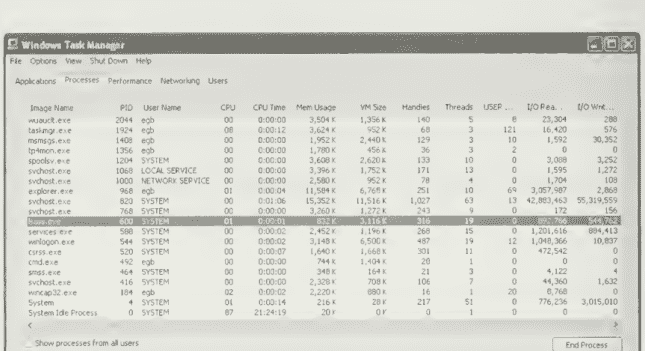 Windows Task Manager
File Options View Shut Down Help
Applications Processes Performance Networking Users
Image Name PID User Name CPU CPU Time Mem Usage VM Size Handles Threads USER ... I/O Rea... I/O Writ...
wuauclt.exe 2044 egb 00 0:00:00 3,504 K 1,356 K 140 5 8 23,304 288
taskmgr.exe 1924 egb 08 0:00:12 3,624 K 952 K 68 3 121 16,420 576
msmsgs.exe 1408 egb 00 0:00:00 1,952 K 2,440 K 129 3 10 1,592 30,352
tp4mon.exe 1356 egb 00 0:00:00 1,780 K 456 K 36 3 2 0 0
spoolsv.exe 1204 SYSTEM 00 0:00:00 3,608 K 2,620 K 133 10 0 3,088 3,252
svchost.exe 1068 LOCAL SERVICE 00 0:00:00 3,396 K 1,752 K 171 13 0 1,595 1,272
svchost.exe 1000 NETWORK SERVICE 00 0:00:00 2,580 K 952 K 78 4 0 1,704 108
explorer.exe 968 egb 01 0:00:04 11,584 K 6,768 K 251 10 69 3,057,987 2,868
svchost.exe 820 SYSTEM 00 0:01:06 15,352 K 11,516 K 1,027 63 13 42,883,463 55,319,559
svchost.exe 768 SYSTEM 00 0:00:00 3,260 K 1,272 K 243 9 0 172 156
lsass.exe 600 SYSTEM 01 0:00:01 832 K 3,116 K 316 19 0
services.exe 588 SYSTEM 00 0:00:02 2,452 K 1,196 K 268 15 0 1,201,616 884,413
winlogon.exe 544 SYSTEM 00 0:00:02 3,148 K 6,500 K 487 19 12 1,048,366 10,837
csrss.exe 520 SYSTEM 00 0:00:07 1,640 K 1,668 K 301 11 0 472,542 0
cmd.exe 492 egb 00 0:00:00 744 K 1,404 K 20 1 0 0 0
smss.exe 464 SYSTEM 00 0:00:00 348 K 164 K 21 3 0 4,122 4
svchost.exe 416 SYSTEM 00 0:00:00 2,328 K 708 K 106 7 0 44,360 1,632
wincap32.exe 184 egb 02 0:00:02 2,220 K 880 K 16 1 20 8,768 0
System 4 SYSTEM 01 0:00:14 216 K 28 K 217 51 0 776,236 3,015,010
System Idle Process 0 SYSTEM 87 21:24:19 20 K 0 K 0 1 0 0 0
Show processes from all users End Process